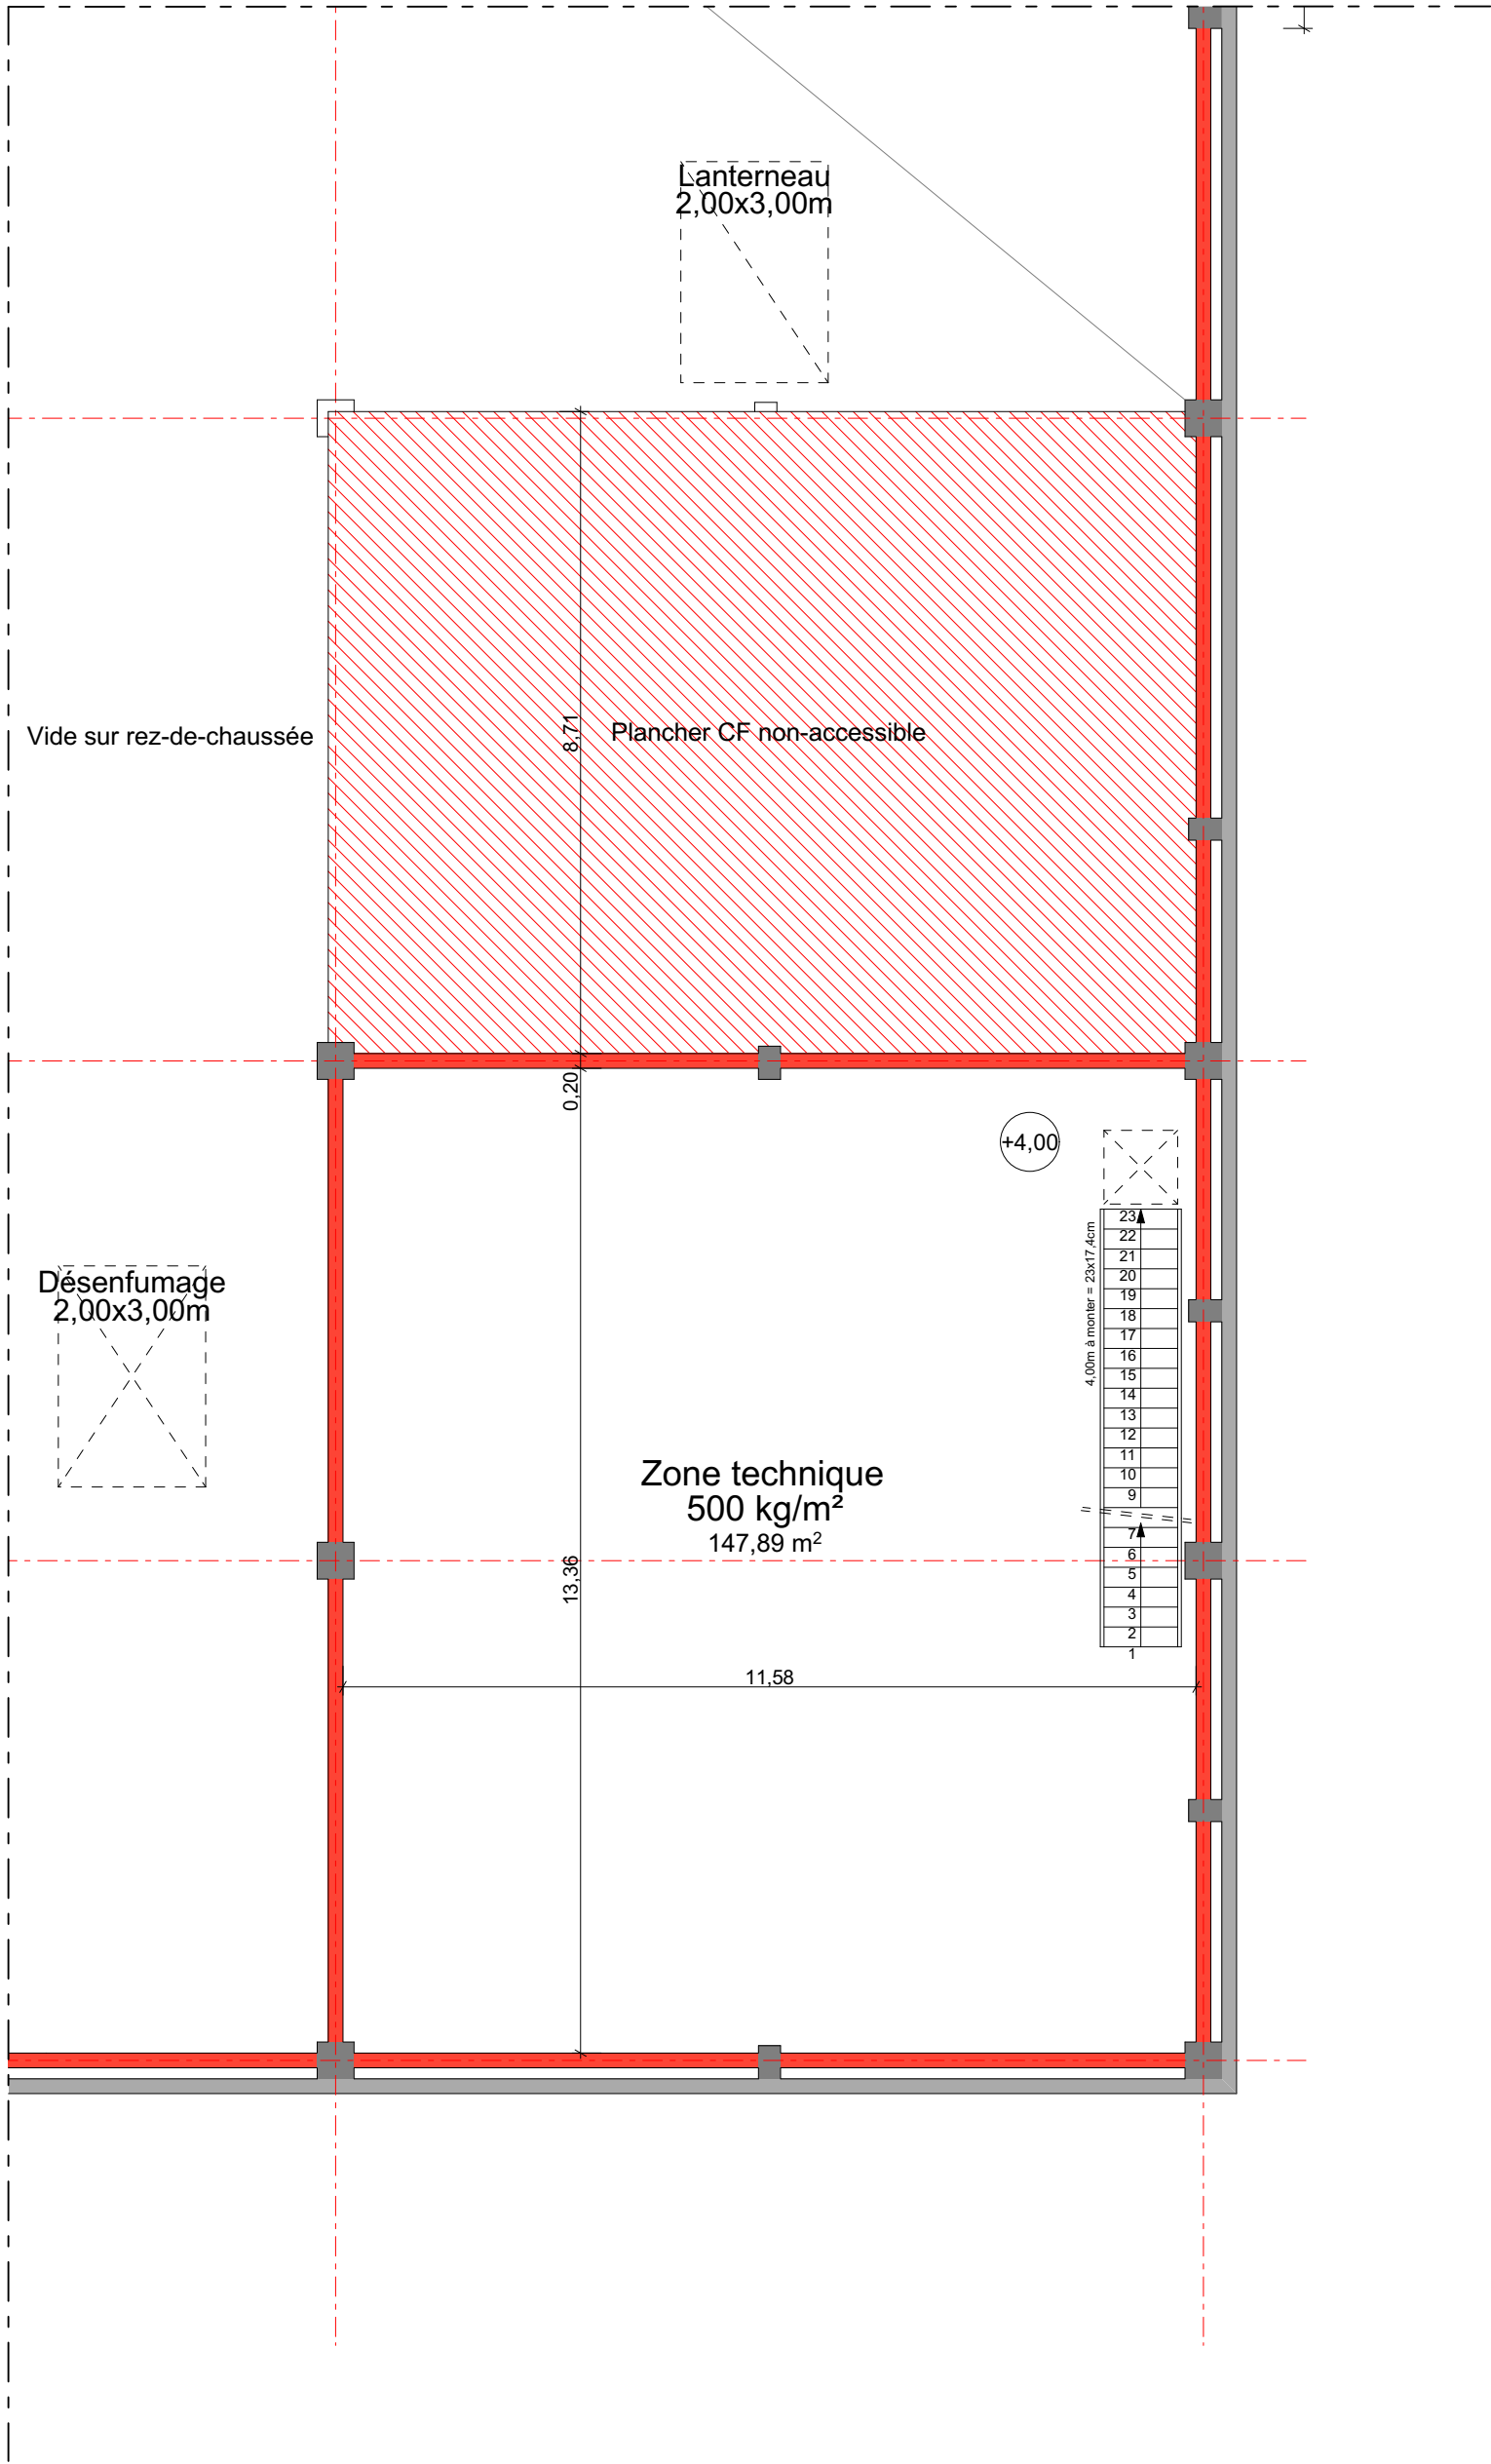 Lanterneau
2,00x3,00m
Vide sur rez-de-chaussée
8,71
Plancher CF non-accessible
0,20
+4,00
4,00m à monter = 23x17,4cm
23
22
21
20
19
18
17
16
15
14
13
12
11
10
9
7
6
5
4
3
2
1
Désenfumage
2,00x3,00m
Zone technique
500 kg/m²
147,89 m²
13,36
11,58